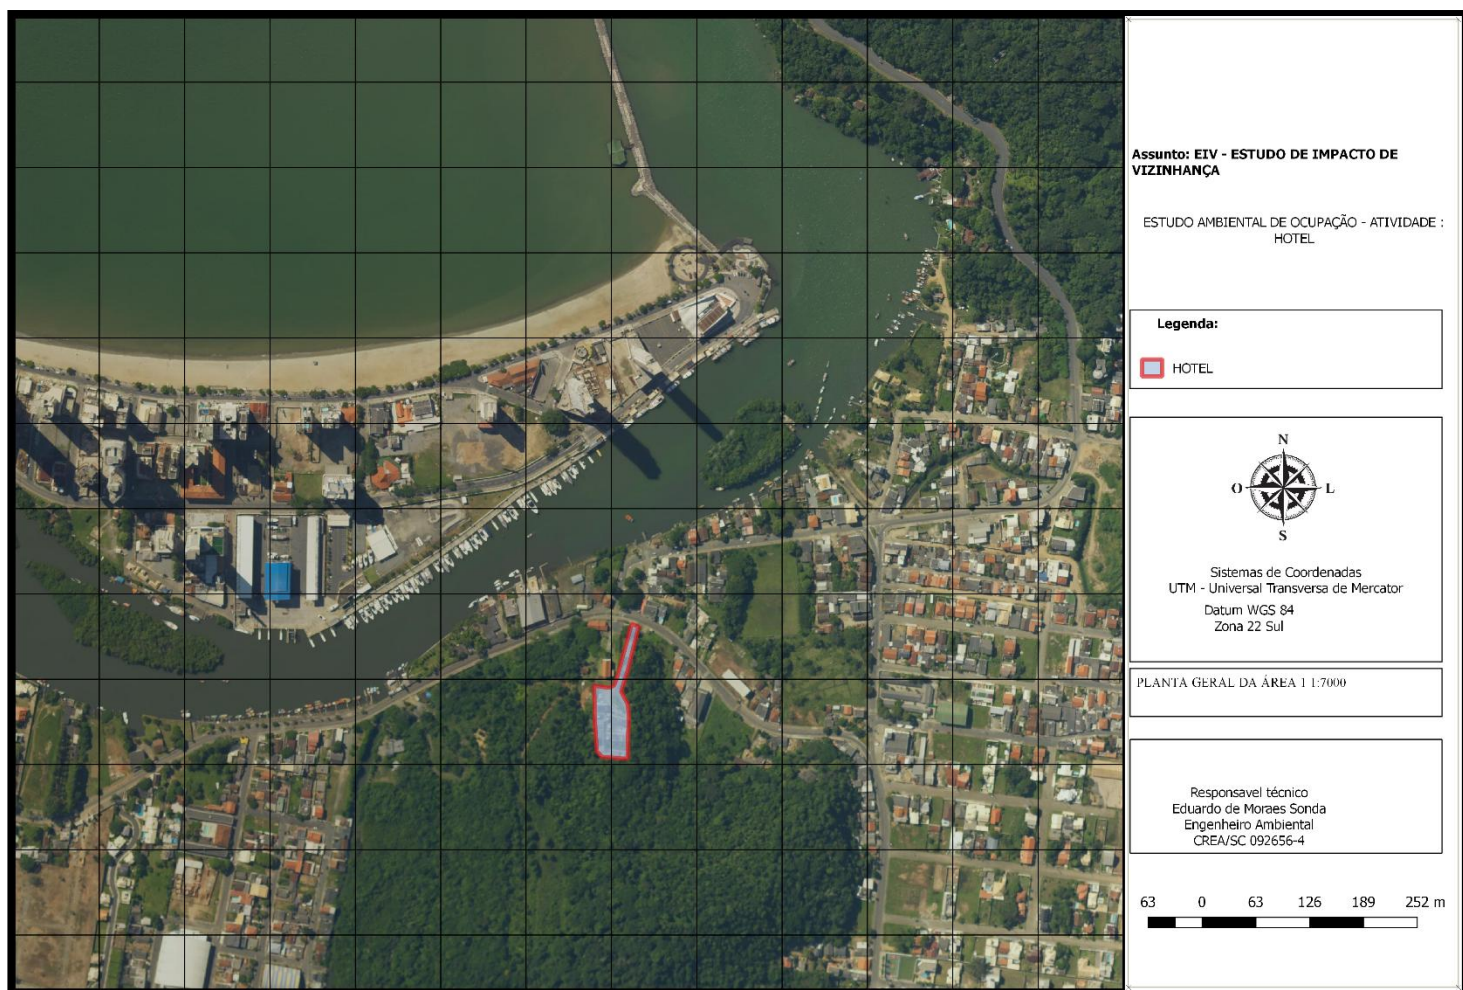 Assunto: EIV - ESTUDO DE IMPACTO DE
VIZINHANÇA
ESTUDO AMBIENTAL DE OCUPAÇÃO - ATIVIDADE :
HOTEL
Legenda:
HOTEL
N
O L
S
Sistemas de Coordenadas
UTM - Universal Transversa de Mercator
Datum WGS 84
Zona 22 Sul
PLANTA GERAL DA ÁREA 1 1:7000
Responsavel técnico
Eduardo de Moraes Sonda
Engenheiro Ambiental
CREA/SC 092656-4
63 0 63 126 189 252 m